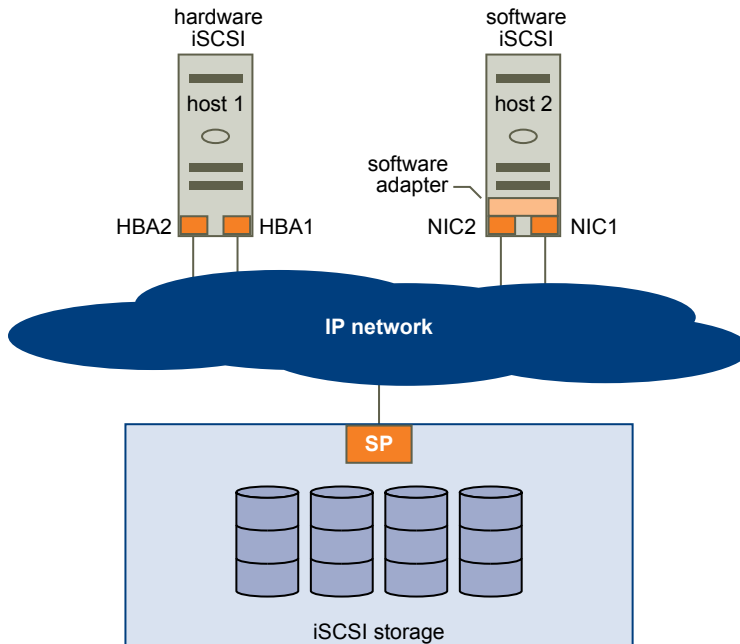 hardware
iSCSI
software
iSCSI
host 1
host 2
software
adapter
HBA2
HBA1
NIC2
NIC1
IP network
SP
iSCSI storage